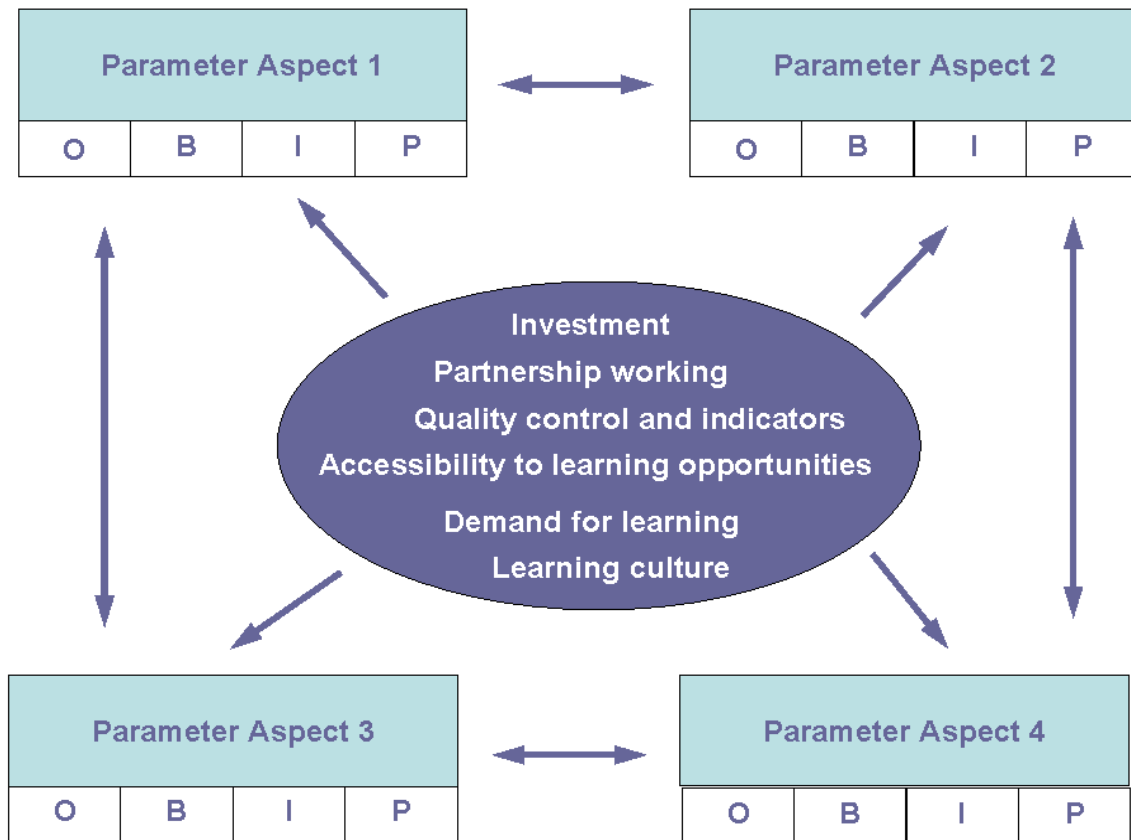 Parameter Aspect 1
Parameter Aspect 2
O B I P
O B I P
Investment
Partnership working
Quality control and indicators
Accessibility to learning opportunities
Demand for learning
Learning culture
Parameter Aspect 3
Parameter Aspect 4
O B I P
O B I P